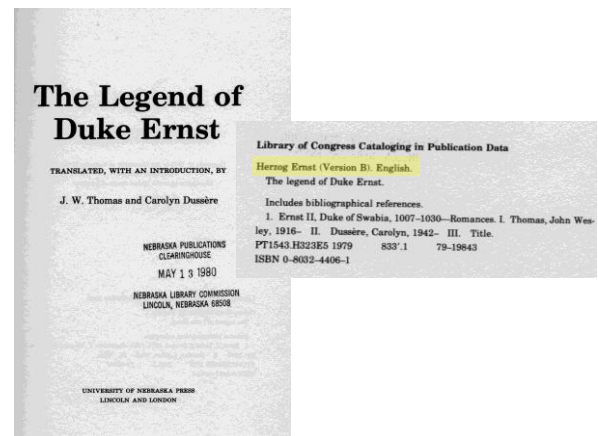 The Legend of
Duke Ernst
TRANSLATED, WITH AN INTRODUCTION, BY
J. W. Thomas and Carolyn Dussère
NEBRASKA PUBLICATIONS
CLEARINGHOUSE
MAY 13 1980
NEBRASKA LIBRARY COMMISSION
LINCOLN, NEBRASKA 68508
UNIVERSITY OF NEBRASKA PRESS
LINCOLN AND LONDON
Library of Congress Cataloging in Publication Data
Herzog Ernst (Version B). English.
The legend of Duke Ernst.
Includes bibliographical references.
1. Ernst II, Duke of Swabia, 1007–1030—Romances. I. Thomas, John Wes-
ley, 1916– II. Dussère, Carolyn, 1942– III. Title.
PT1543.H323E5 1979 833'.1 79-19843
ISBN 0-8032-4406-1